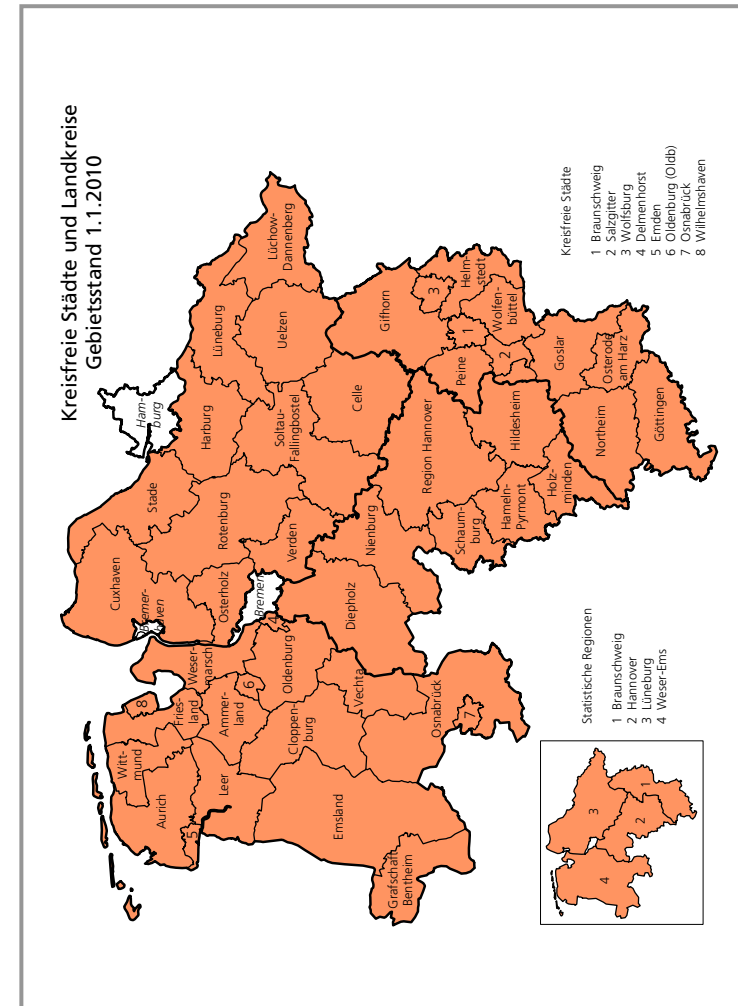 Kreisfreie Städte und Landkreise
Gebietsstand 1.1.2010
Ham-
burg
Cuxhaven
Bremer-
haven
Stade
Harburg
Lüneburg
Lüchow-
Dannenberg
Uelzen
Rotenburg
Osterholz
Verden
Soltau-
Fallingbostel
Celle
Gifhorn
Bremen
Witt-
mund
Aurich
8
Fries-
land
Weser-
marsch
5
Leer
Ammer-
land
6
Oldenburg
4
Cloppen-
burg
Vechta
Diepholz
Nienburg
Region Hannover
Peine
1
3
Helm-
stedt
Wolfen-
büttel
2
Emsland
Grafschaft
Bentheim
Osnabrück
7
Schaum-
burg
Hameln-
Pyrmont
Hildesheim
Holz-
minden
Goslar
Northeim
Osterode
am Harz
Göttingen
Statistische Regionen
1 Braunschweig
2 Hannover
3 Lüneburg
4 Weser-Ems
3
4
2
1
Kreisfreie Städte
1 Braunschweig
2 Salzgitter
3 Wolfsburg
4 Delmenhorst
5 Emden
6 Oldenburg (Oldb)
7 Osnabrück
8 Wilhelmshaven